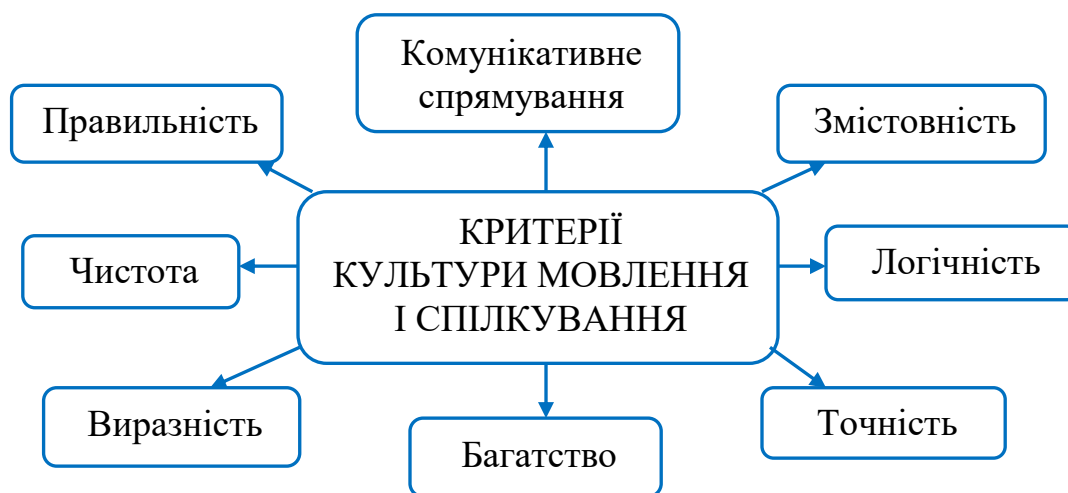 Комунікативне
спрямування
Правильність
Змістовність
КРИТЕРІЇ
КУЛЬТУРИ МОВЛЕННЯ
І СПІЛКУВАННЯ
Чистота
Логічність
Виразність
Багатство
Точність